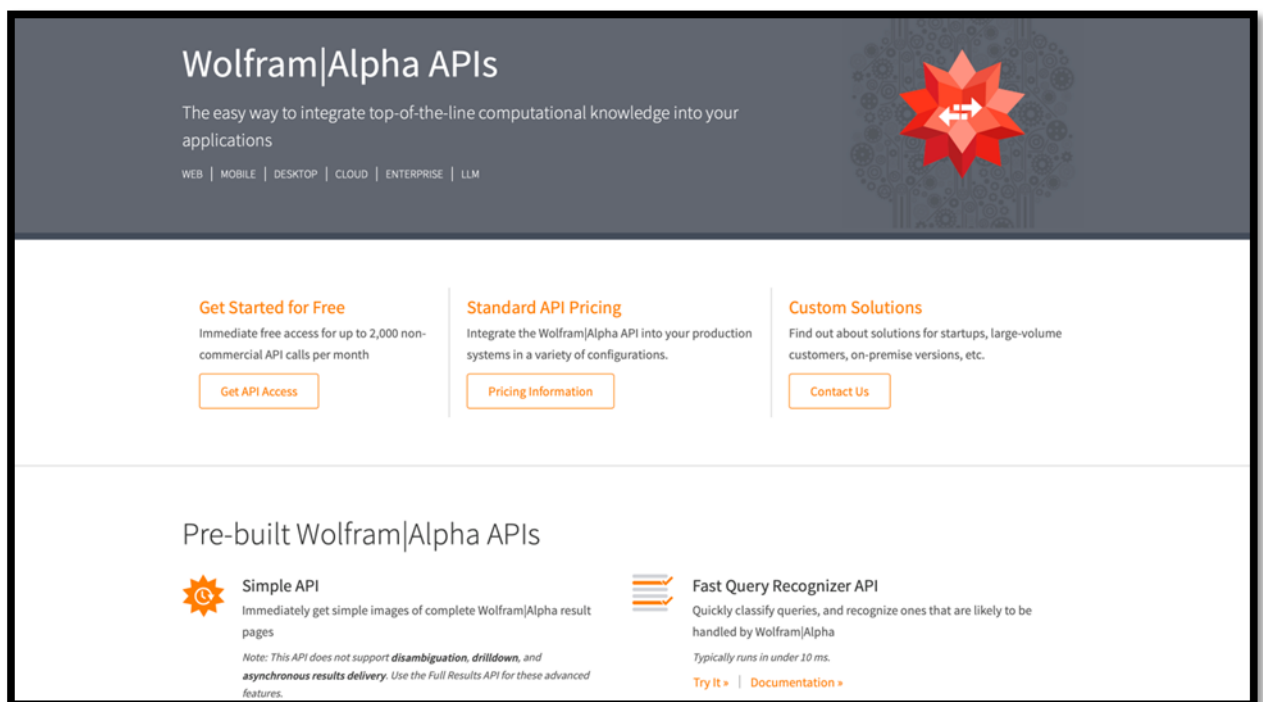 Wolfram|Alpha APIs
The easy way to integrate top-of-the-line computational knowledge into your
applications
WEB | MOBILE | DESKTOP | CLOUD | ENTERPRISE | LLM
Get Started for Free
Immediate free access for up to 2,000 non-
commercial API calls per month
Get API Access
Standard API Pricing
Integrate the Wolfram|Alpha API into your production
systems in a variety of configurations.
Pricing Information
Custom Solutions
Find out about solutions for startups, large-volume
customers, on-premise versions, etc.
Contact Us
Pre-built Wolfram|Alpha APIs
Simple API
Immediately get simple images of complete Wolfram|Alpha result
pages
Note: This API does not support disambiguation, drilldown, and
asynchronous results delivery. Use the Full Results API for these advanced
features.
Fast Query Recognizer API
Quickly classify queries, and recognize ones that are likely to be
handled by Wolfram|Alpha
Typically runs in under 10 ms.
Try It » | Documentation »